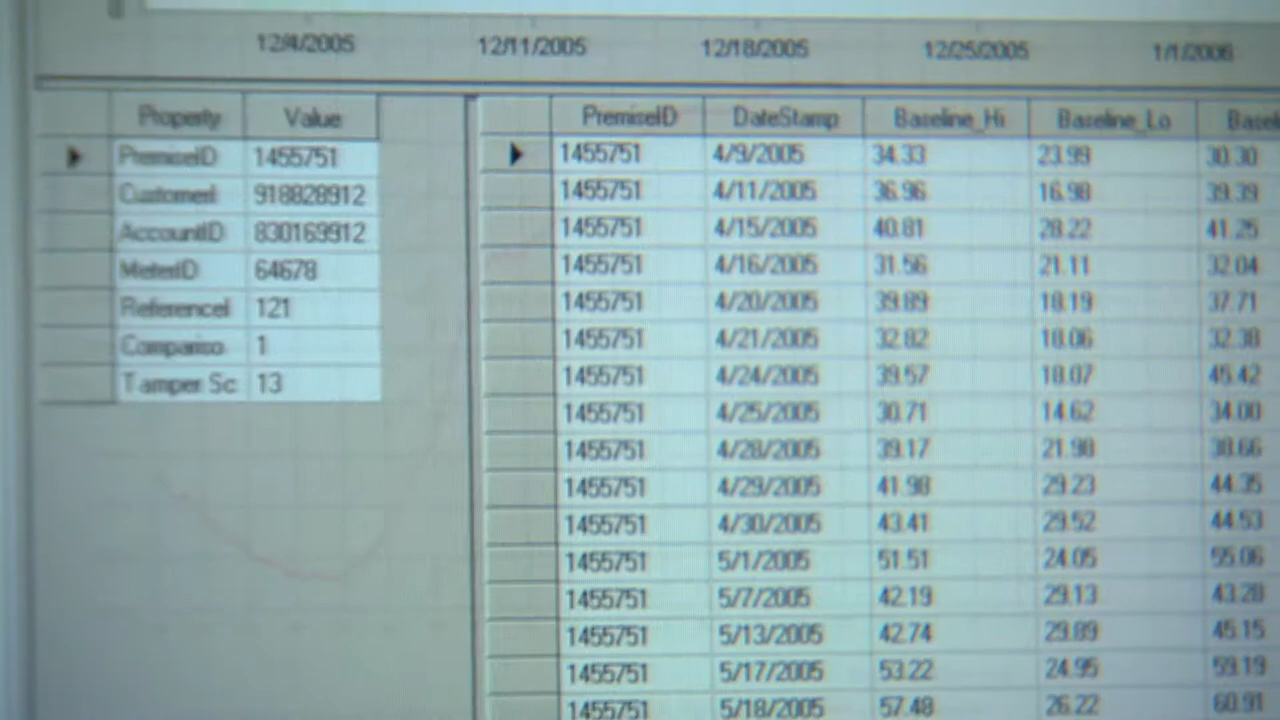 12/4/2005 12/11/2005 12/18/2005 12/25/2005 1/1/2006
Property Value
PremiseID 1455751
CustomerI 918828912
AccountID 830169912
MeterID 64678
ReferenceI 121
Compariso 1
Tamper Sc 13
PremiseID DateStamp Baseline_Hi Baseline_Lo Basel
1455751 4/9/2005 34.33 23.99 30.30
1455751 4/11/2005 36.96 16.98 39.39
1455751 4/15/2005 40.81 28.22 41.25
1455751 4/16/2005 31.56 21.11 32.04
1455751 4/20/2005 39.89 18.19 37.71
1455751 4/21/2005 32.82 18.06 32.38
1455751 4/24/2005 39.57 18.07 45.42
1455751 4/25/2005 30.71 14.62 34.00
1455751 4/28/2005 39.17 21.98 38.66
1455751 4/29/2005 41.98 29.23 44.35
1455751 4/30/2005 43.41 29.52 44.53
1455751 5/1/2005 51.51 24.05 55.06
1455751 5/7/2005 42.19 29.13 43.28
1455751 5/13/2005 42.74 29.89 45.15
1455751 5/17/2005 53.22 24.95 59.19
1455751 5/18/2005 57.48 26.22 60.91